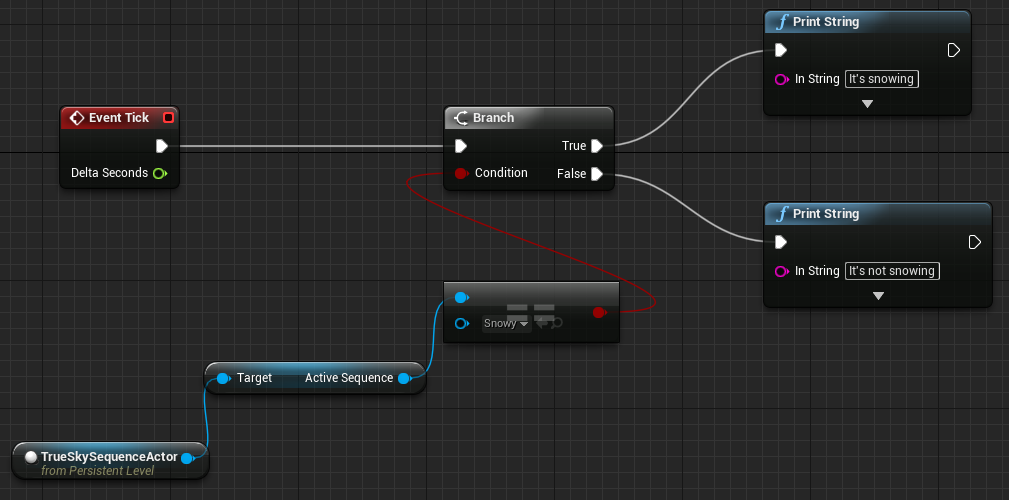 Print String
In String It's snowing
Event Tick
Delta Seconds
Branch
True
Condition False
Print String
In String It's not snowing
Snowy
Target Active Sequence
TrueSkySequenceActor
from Persistent Level